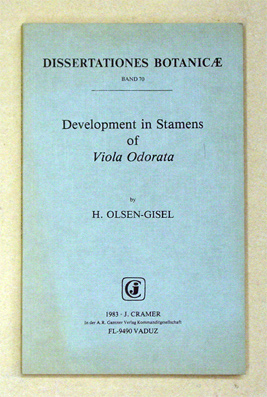 DISSERTATIONES BOTANICÆ
BAND 70
Development in Stamens
of
Viola Odorata
by
H. OLSEN-GISEL
JC
1983 · J. CRAMER
In der A. R. Gantner Verlag Kommanditgesellschaft
FL-9490 VADUZ